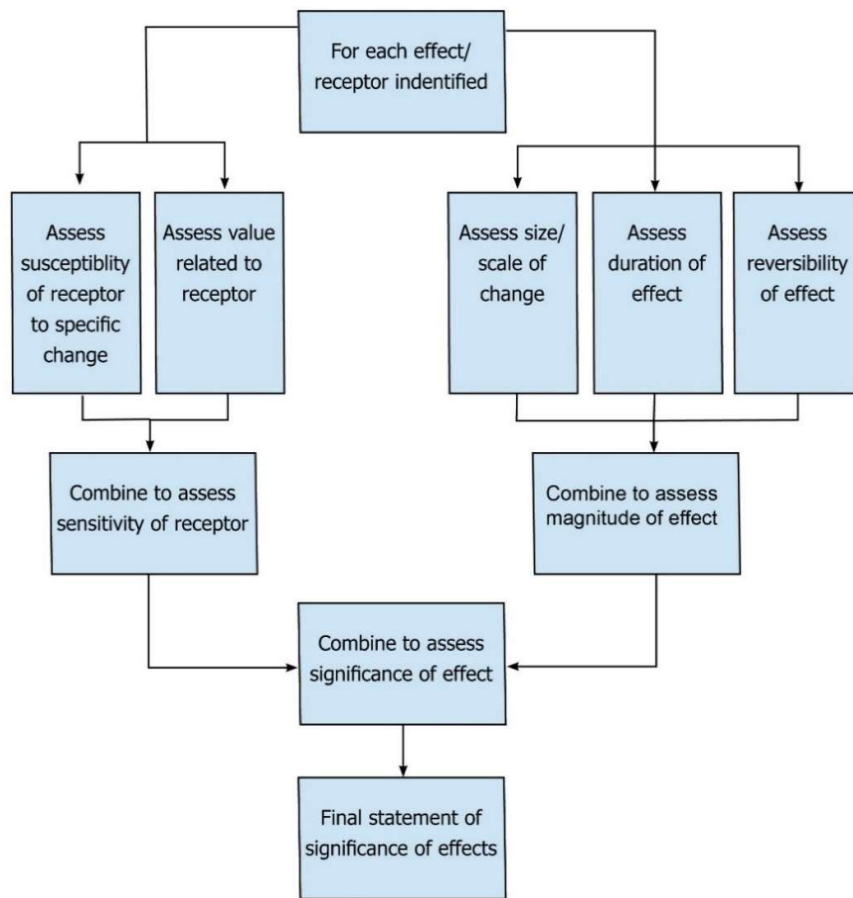 For each effect/
receptor indentified
Assess
susceptiblity
of receptor
to specific
change
Assess value
related to
receptor
Assess size/
scale of
change
Assess
duration of
effect
Assess
reversibility
of effect
Combine to assess
sensitivity of receptor
Combine to assess
magnitude of effect
Combine to assess
significance of effect
Final statement of
significance of effects